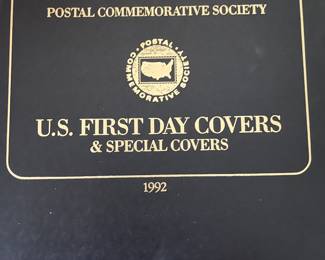 POSTAL COMMEMORATIVE SOCIETY
POSTAL
COMMEMORATIVE SOCIETY
U.S. FIRST DAY COVERS
& SPECIAL COVERS
1992